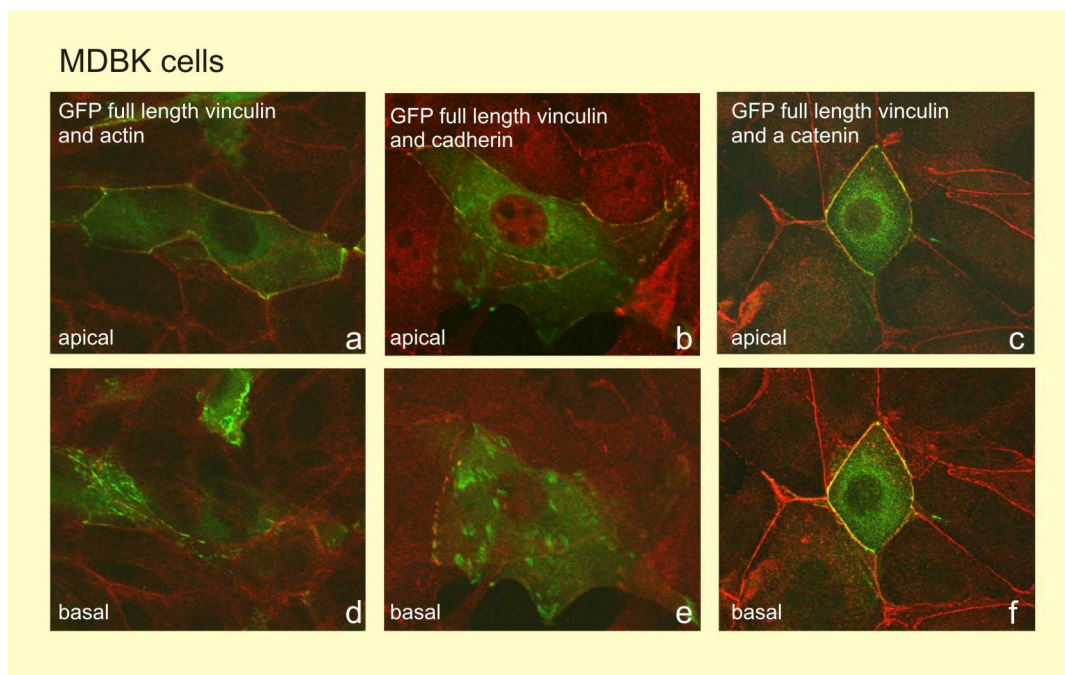 MDBK cells
GFP full length vinculin
and actin
apical
a
GFP full length vinculin
and cadherin
apical
b
GFP full length vinculin
and a catenin
apical
c
basal
d
basal
e
basal
f